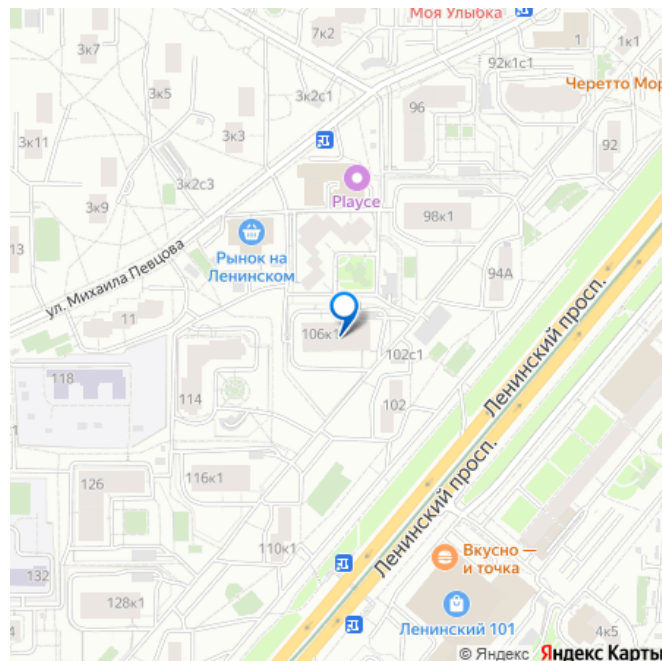 Моя Улыбка
7к2
1
1к1
3к7
92к1с1
Черетто Мор
3к5
3к2с1
96
3к11
3к3
92
3к2с3
Playce
3к9
98к1
13
Рынок на
Ленинском
ул. Михаила Певцова
94А
Ленинский просп.
11
106к1
102с1
118
114
102
Ленинский просп.
126
116к1
110к1
Вкусно —
и точка
132
128к1
Ленинский 101
4к5
4
© Яндекс Яндекс Карты